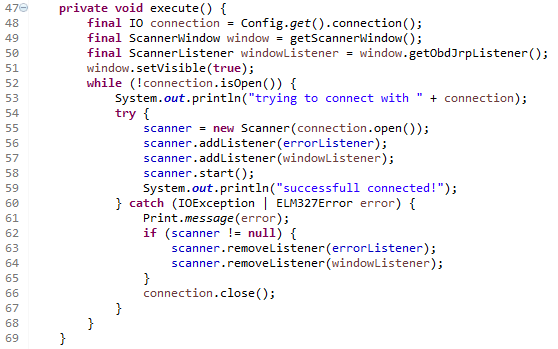 47 private void execute() {
48     final IO connection = Config.get().connection();
49     final ScannerWindow window = getScannerWindow();
50     final ScannerListener windowListener = window.getObdJrpListener();
51     window.setVisible(true);
52     while (!connection.isOpen()) {
53         System.out.println("trying to connect with " + connection);
54         try {
55             scanner = new Scanner(connection.open());
56             scanner.addListener(errorListener);
57             scanner.addListener(windowListener);
58             scanner.start();
59             System.out.println("successfull connected!");
60         } catch (IOException | ELM327Error error) {
61             Print.message(error);
62             if (scanner != null) {
63                 scanner.removeListener(errorListener);
64                 scanner.removeListener(windowListener);
65             }
66             connection.close();
67         }
68     }
69 }